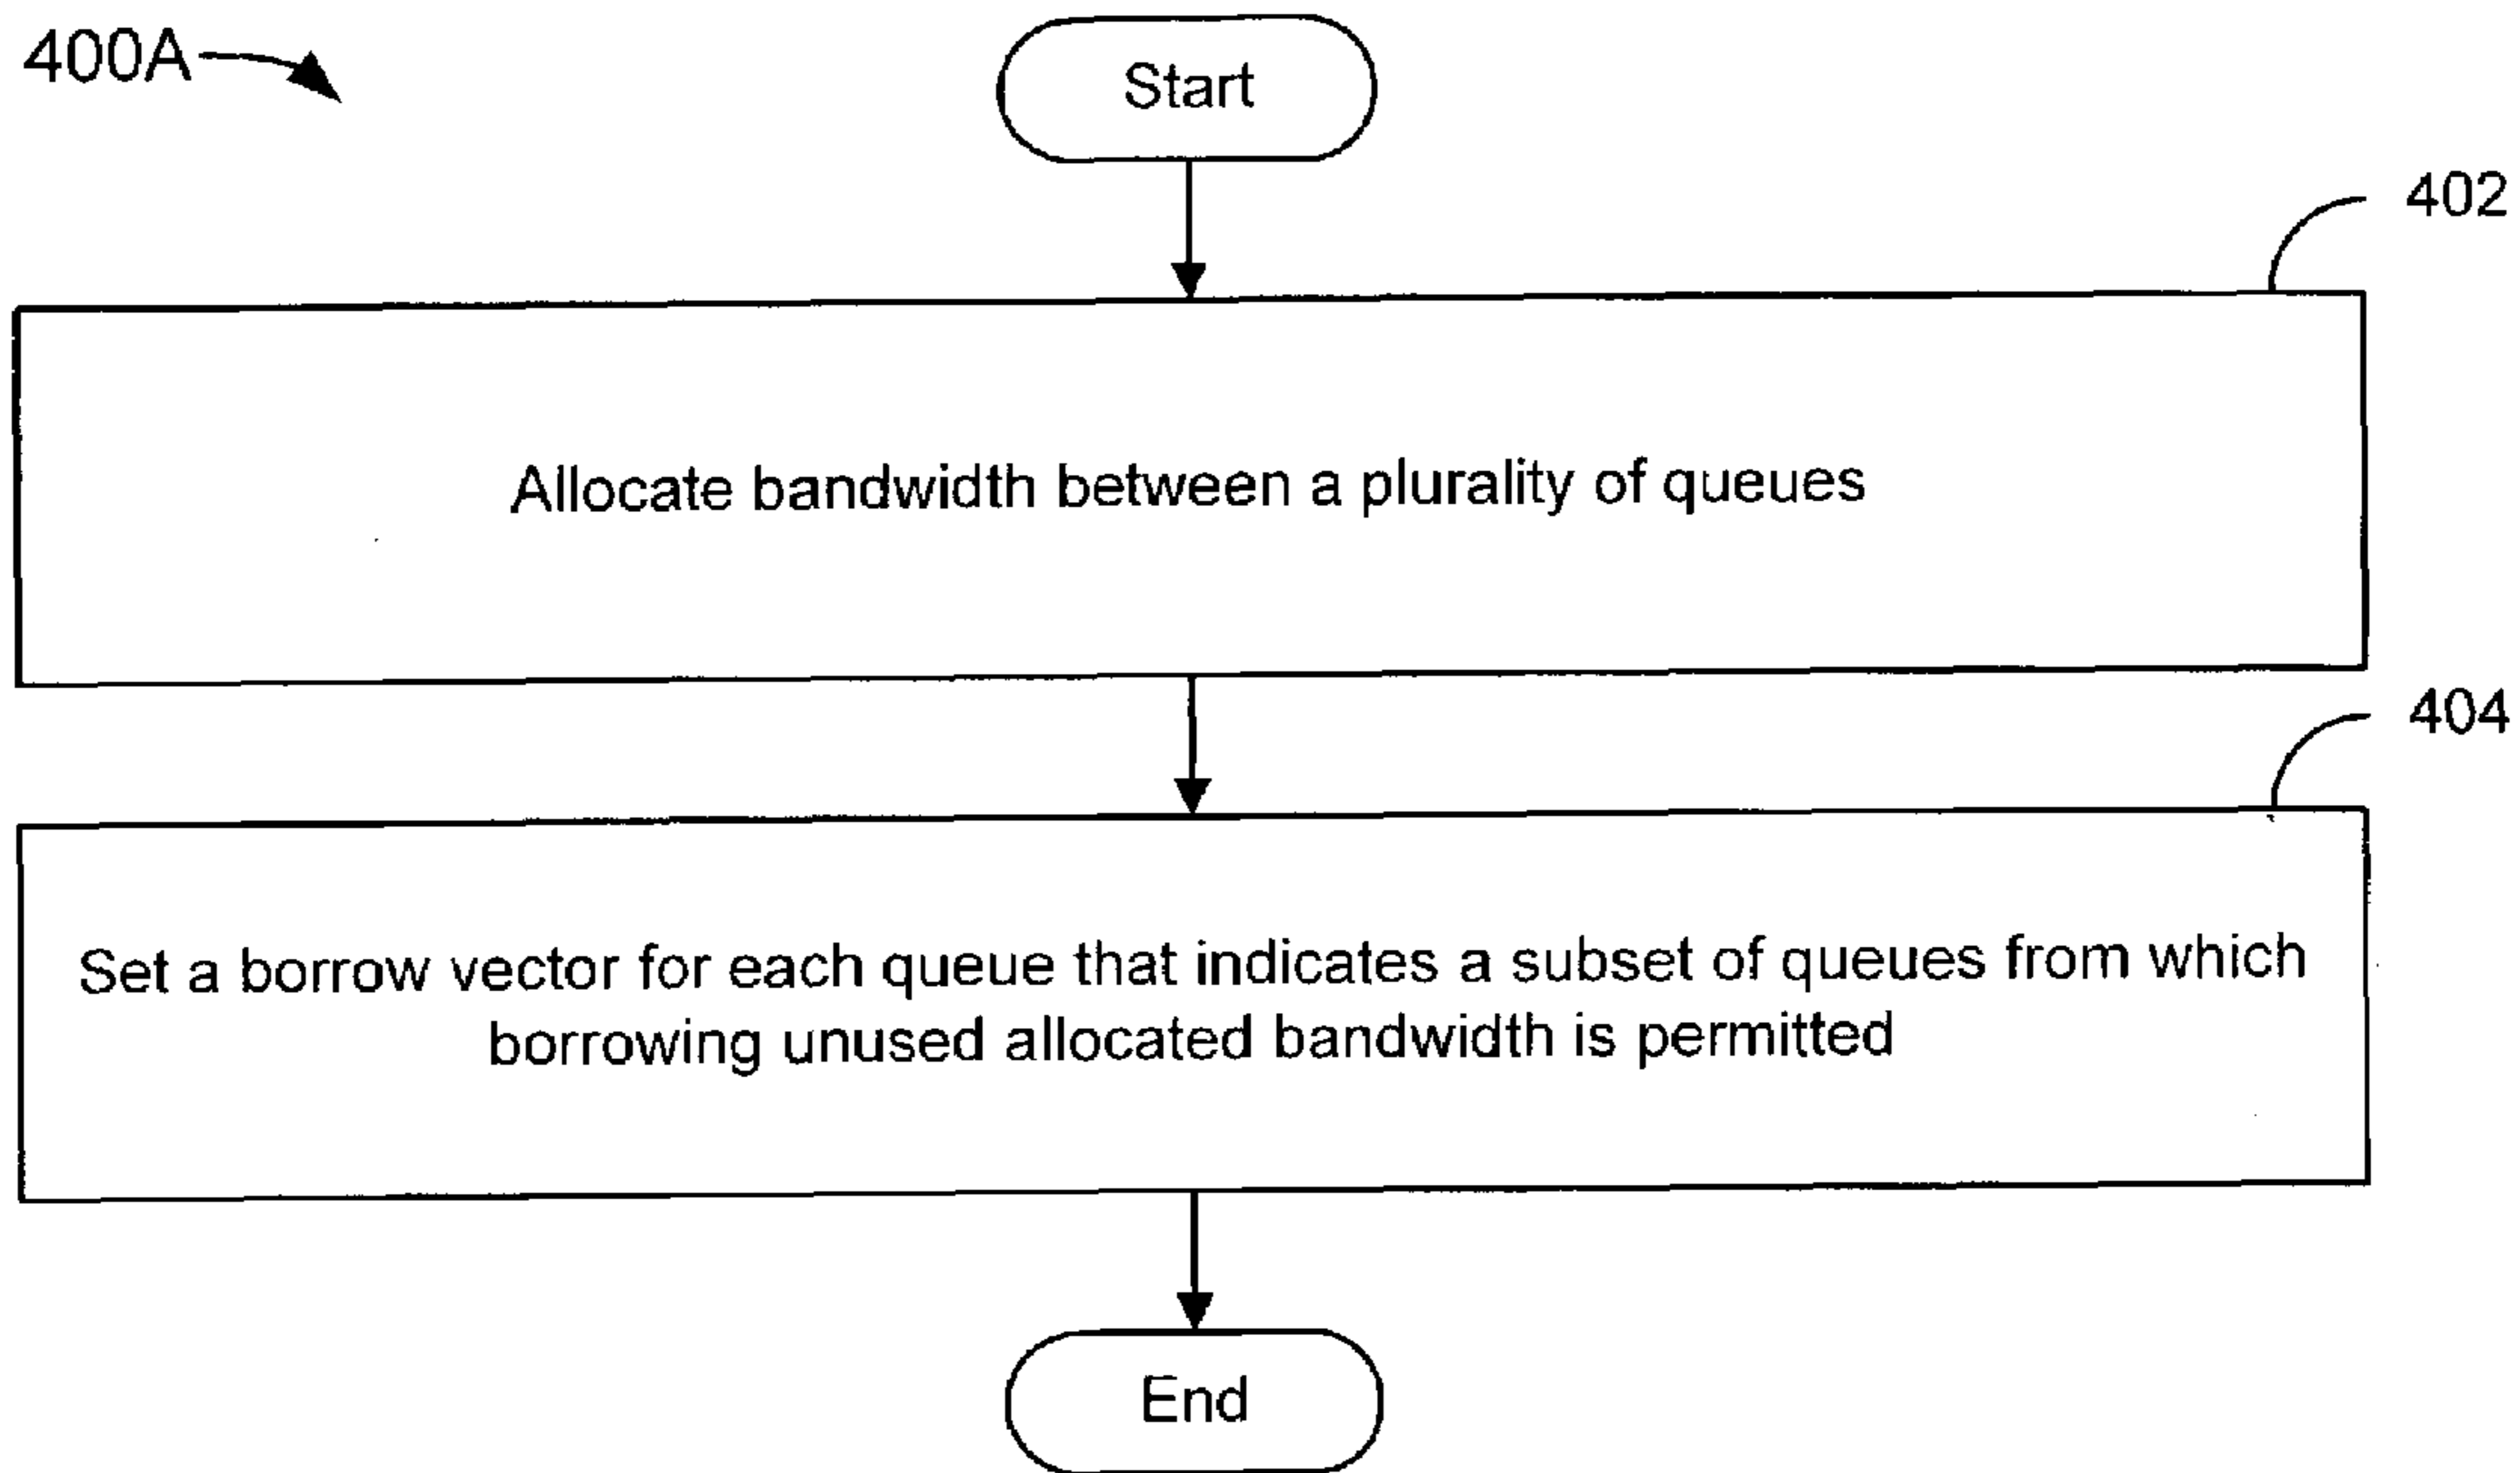 400A
Start
402
Allocate bandwidth between a plurality of queues
404
Set a borrow vector for each queue that indicates a subset of queues from which
borrowing unused allocated bandwidth is permitted
End